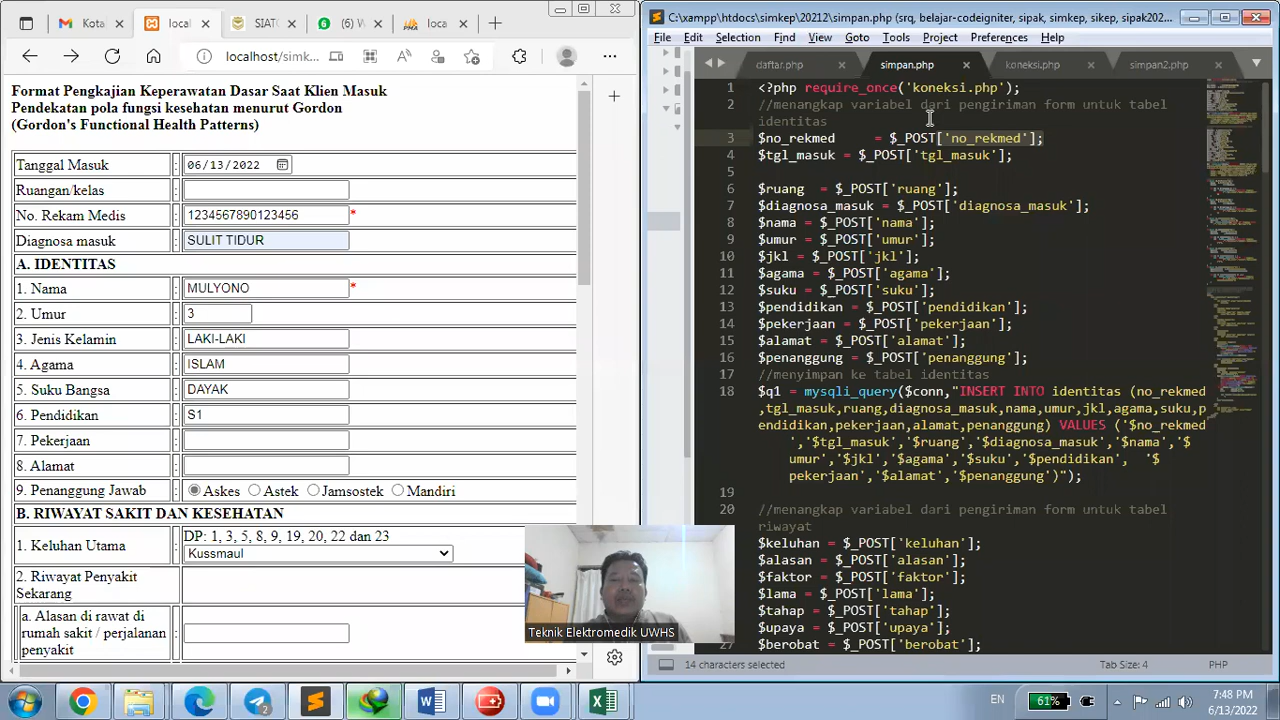 Kota
local
SIATC
(6) W
loca
localhost/simk...
Format Pengkajian Keperawatan Dasar Saat Klien Masuk
Pendekatan pola fungsi kesehatan menurut Gordon
(Gordon's Functional Health Patterns)
Tanggal Masuk : 06/13/2022
Ruangan/kelas :
No. Rekam Medis : 1234567890123456 *
Diagnosa masuk : SULIT TIDUR
A. IDENTITAS
1. Nama : MULYONO *
2. Umur : 3
3. Jenis Kelamin : LAKI-LAKI
4. Agama : ISLAM
5. Suku Bangsa : DAYAK
6. Pendidikan : S1
7. Pekerjaan :
8. Alamat :
9. Penanggung Jawab : Askes Astek Jamsostek Mandiri
B. RIWAYAT SAKIT DAN KESEHATAN
1. Keluhan Utama : DP: 1, 3, 5, 8, 9, 19, 20, 22 dan 23
Kussmaul
2. Riwayat Penyakit
Sekarang :
a. Alasan di rawat di
rumah sakit / perjalanan
penyakit :
Teknik Elektromedik UWHS
C:\xampp\htdocs\simkep\20212\simpan.php (srq, belajar-codeigniter, sipak, simkep, sikep, sipak202...
File Edit Selection Find View Goto Tools Project Preferences Help
daftar.php simpan.php koneksi.php simpan2.php
1 <?php require_once('koneksi.php');
2 //menangkap variabel dari pengiriman form untuk tabel
identitas
3 $no_rekmed = $_POST['no_rekmed'];
4 $tgl_masuk = $_POST['tgl_masuk'];
5
6 $ruang = $_POST['ruang'];
7 $diagnosa_masuk = $_POST['diagnosa_masuk'];
8 $nama = $_POST['nama'];
9 $umur = $_POST['umur'];
10 $jkl = $_POST['jkl'];
11 $agama = $_POST['agama'];
12 $suku = $_POST['suku'];
13 $pendidikan = $_POST['pendidikan'];
14 $pekerjaan = $_POST['pekerjaan'];
15 $alamat = $_POST['alamat'];
16 $penanggung = $_POST['penanggung'];
17 //menyimpan ke tabel identitas
18 $q1 = mysqli_query($conn,"INSERT INTO identitas (no_rekmed
,tgl_masuk,ruang,diagnosa_masuk,nama,umur,jkl,agama,suku,p
endidikan,pekerjaan,alamat,penanggung) VALUES ('$no_rekmed
','$tgl_masuk','$ruang','$diagnosa_masuk','$nama','$
umur','$jkl','$agama','$suku','$pendidikan', '$
pekerjaan','$alamat','$penanggung')");
19
20 //menangkap variabel dari pengiriman form untuk tabel
riwayat
$keluhan = $_POST['keluhan'];
$alasan = $_POST['alasan'];
$faktor = $_POST['faktor'];
$lama = $_POST['lama'];
$tahap = $_POST['tahap'];
$upaya = $_POST['upaya'];
27 $berobat = $_POST['berobat'];
14 characters selected
Tab Size: 4
PHP
EN
61%
7:48 PM
6/13/2022